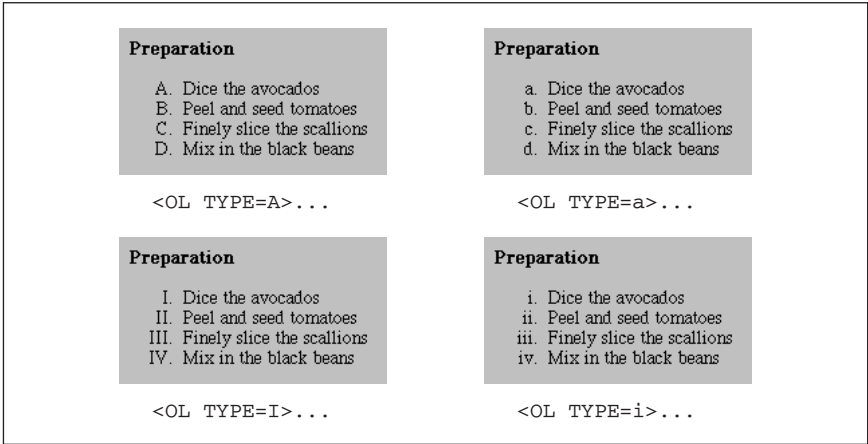 Preparation
A. Dice the avocados
B. Peel and seed tomatoes
C. Finely slice the scallions
D. Mix in the black beans
<OL TYPE=A>...
Preparation
a. Dice the avocados
b. Peel and seed tomatoes
c. Finely slice the scallions
d. Mix in the black beans
<OL TYPE=a>...
Preparation
I. Dice the avocados
II. Peel and seed tomatoes
III. Finely slice the scallions
IV. Mix in the black beans
<OL TYPE=I>...
Preparation
i. Dice the avocados
ii. Peel and seed tomatoes
iii. Finely slice the scallions
iv. Mix in the black beans
<OL TYPE=i>...